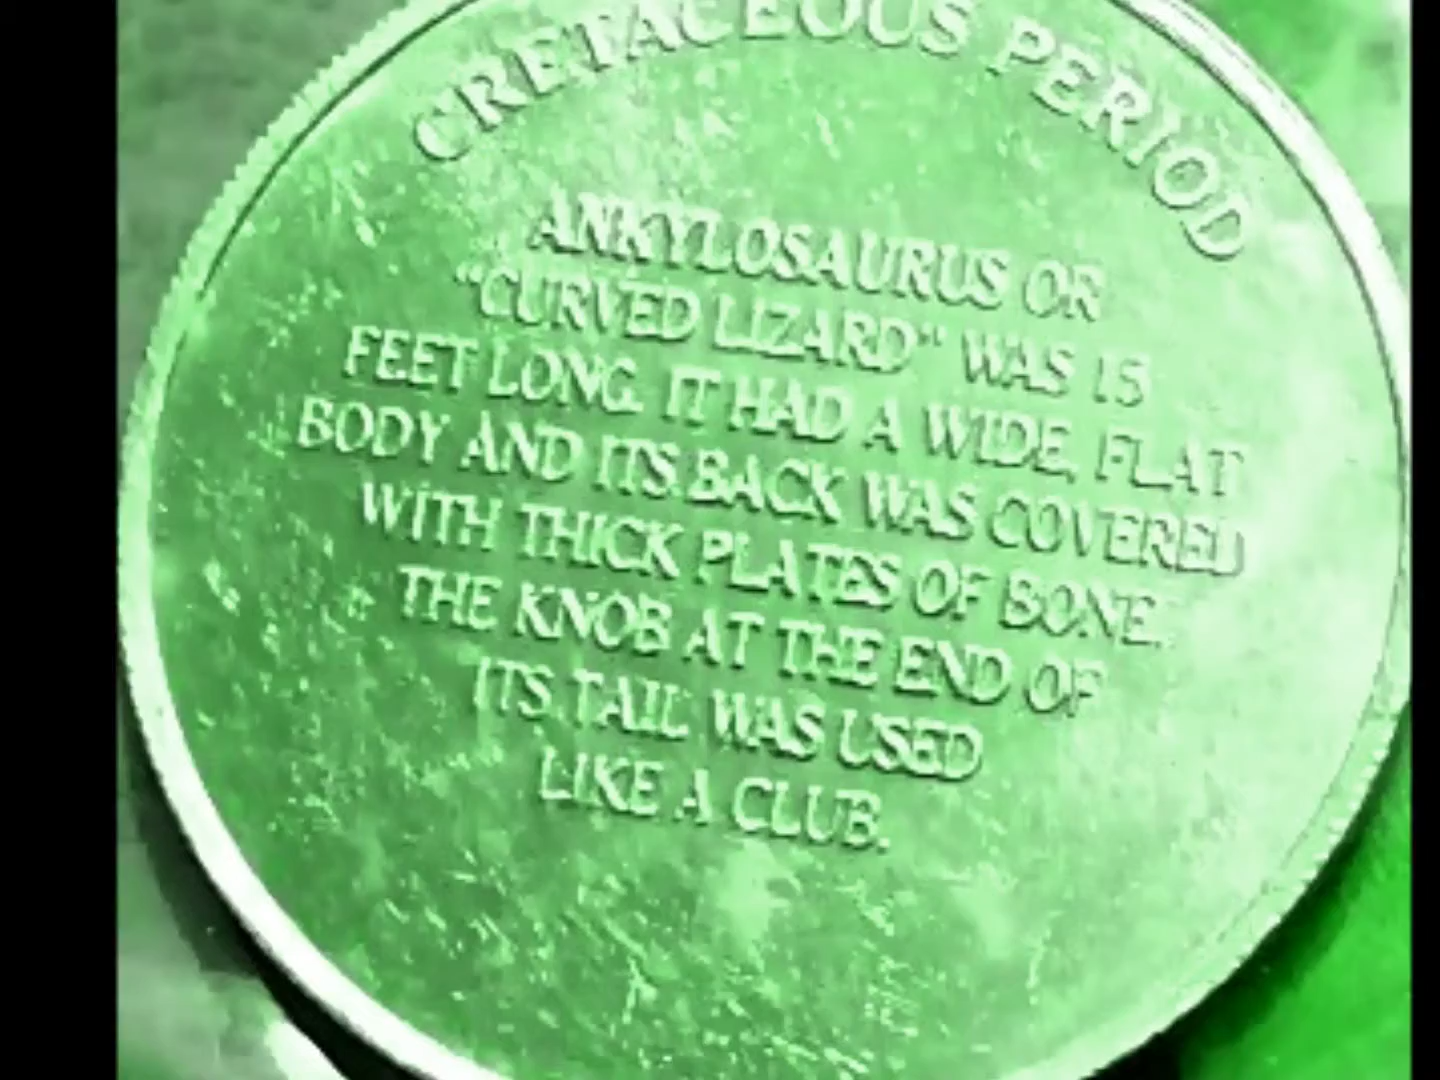 CRETACEOUS PERIOD
ANKYLOSAURUS OR
“CURVED LIZARD” WAS 15
FEET LONG. IT HAD A WIDE, FLAT
BODY AND ITS BACK WAS COVERED
WITH THICK PLATES OF BONE.
THE KNOB AT THE END OF
ITS TAIL WAS USED
LIKE A CLUB.